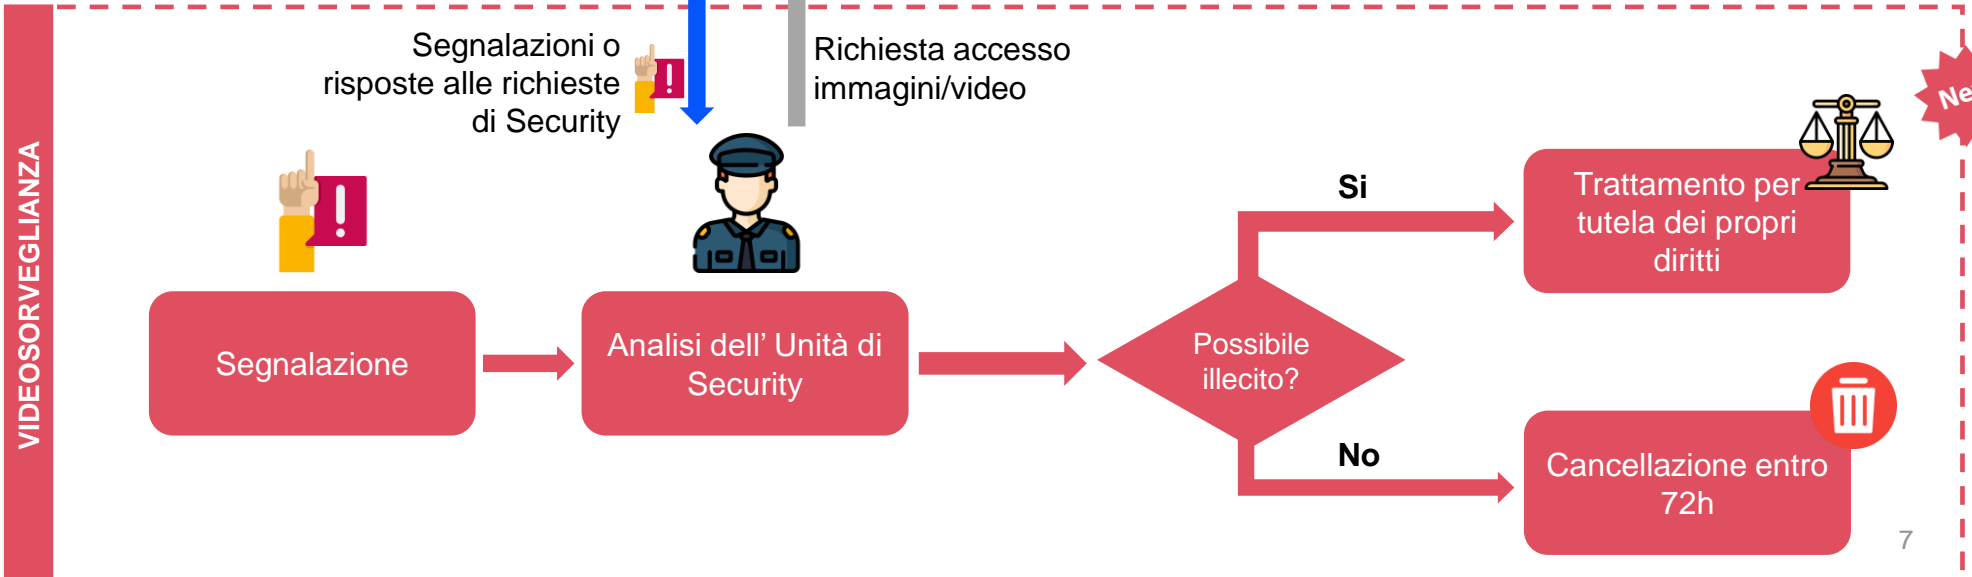 VIDEOSORVEGLIANZA
Segnalazioni o
risposte alle richieste
di Security
Richiesta accesso
immagini/video
Segnalazione
Analisi dell’ Unità di
Security
Possibile
illecito?
Si
Trattamento per
tutela dei propri
diritti
No
Cancellazione entro
72h
7